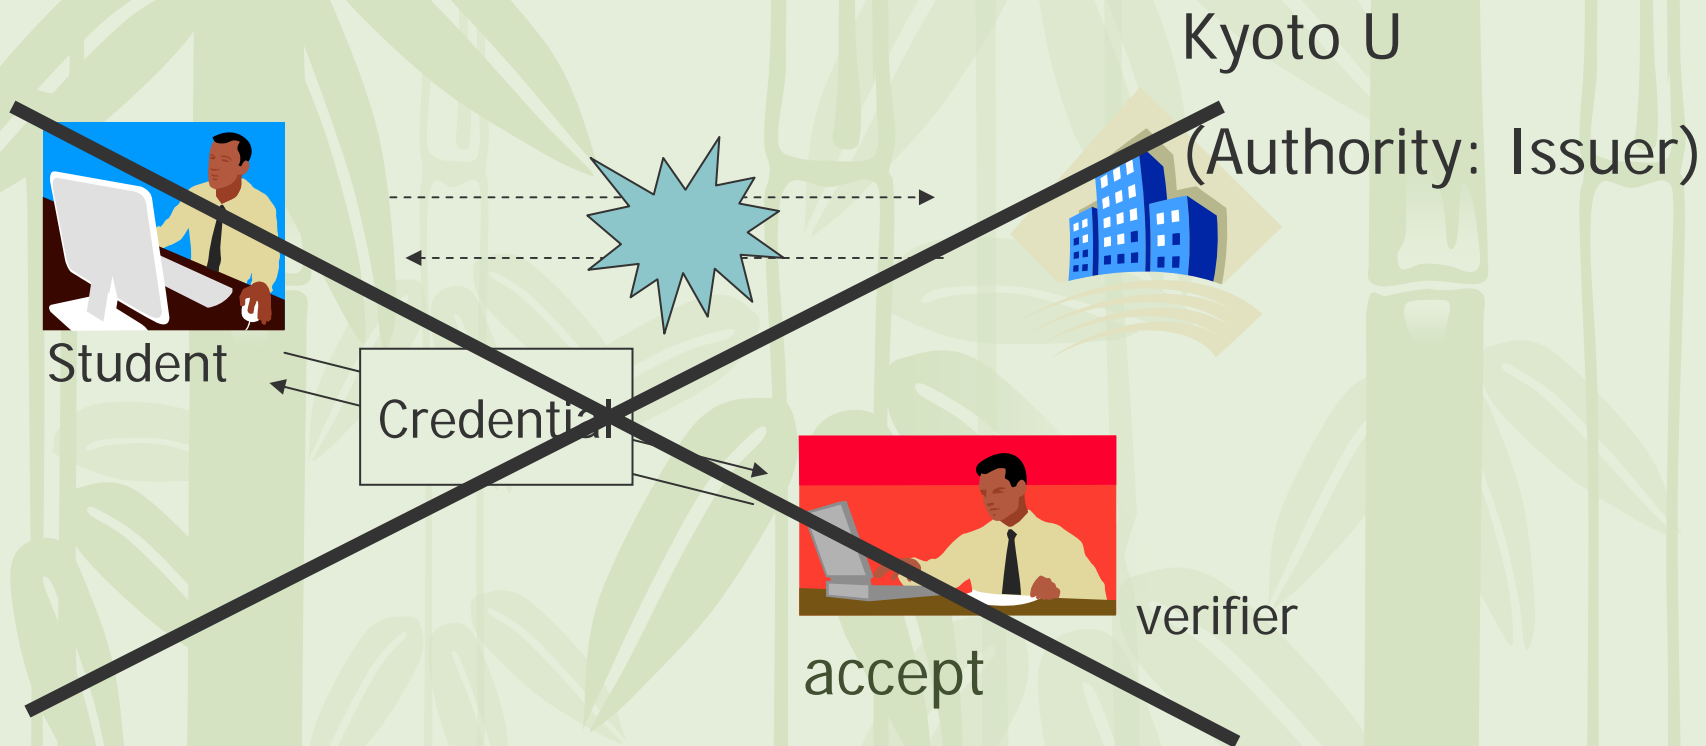 Kyoto U
(Authority: Issuer)
Student
Credential
verifier
accept